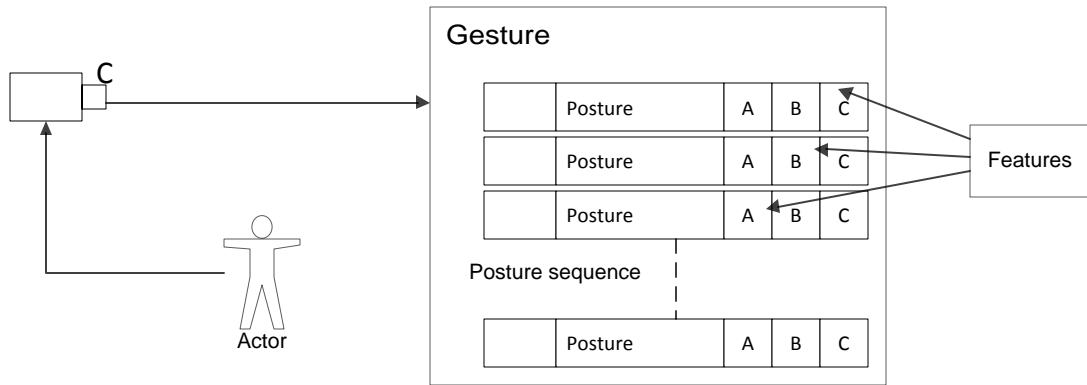 Gesture
C
Posture A B C
Posture A B C
Features
Posture A B C
Posture sequence
Posture A B C
Actor